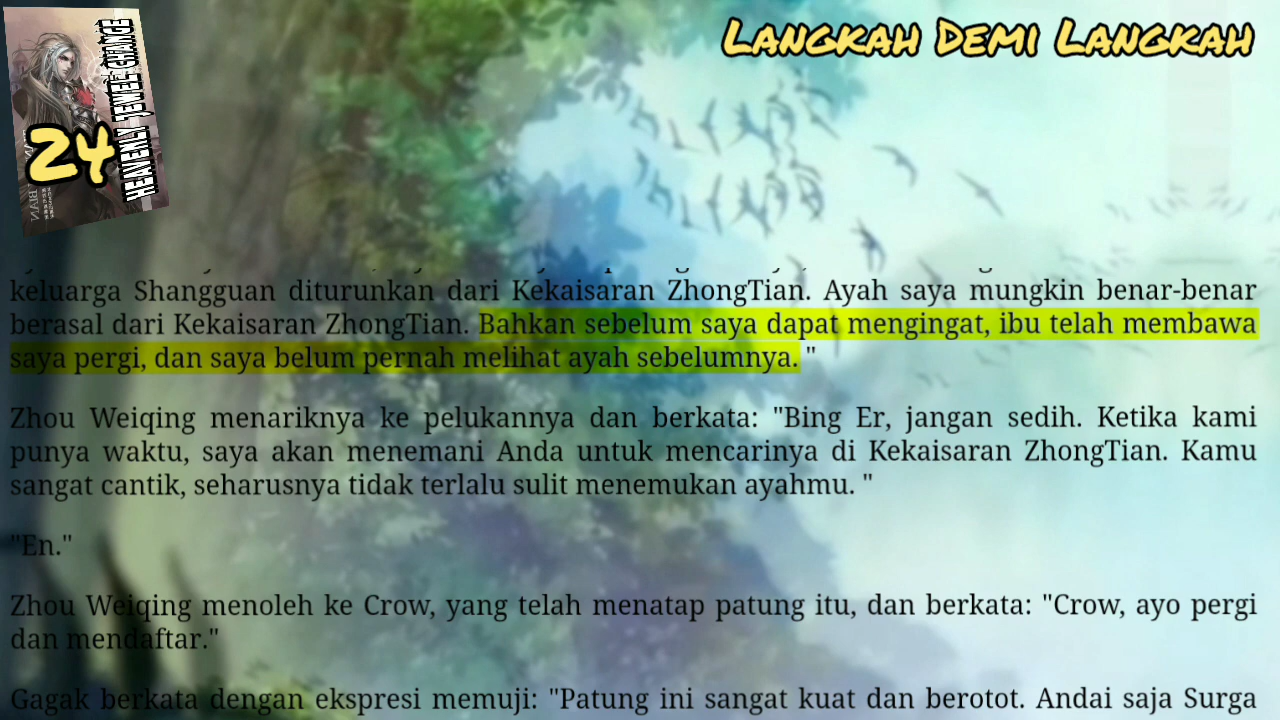 Langkah Demi Langkah
HEAVENLY JEWEL CHANGE
24
keluarga Shangguan diturunkan dari Kekaisaran ZhongTian. Ayah saya mungkin benar-benar
berasal dari Kekaisaran ZhongTian. Bahkan sebelum saya dapat mengingat, ibu telah membawa
saya pergi, dan saya belum pernah melihat ayah sebelumnya. "
Zhou Weiqing menariknya ke pelukannya dan berkata: "Bing Er, jangan sedih. Ketika kami
punya waktu, saya akan menemani Anda untuk mencarinya di Kekaisaran ZhongTian. Kamu
sangat cantik, seharusnya tidak terlalu sulit menemukan ayahmu. "
"En."
Zhou Weiqing menoleh ke Crow, yang telah menatap patung itu, dan berkata: "Crow, ayo pergi
dan mendaftar."
Gagak berkata dengan ekspresi memuji: "Patung ini sangat kuat dan berotot. Andai saja Surga